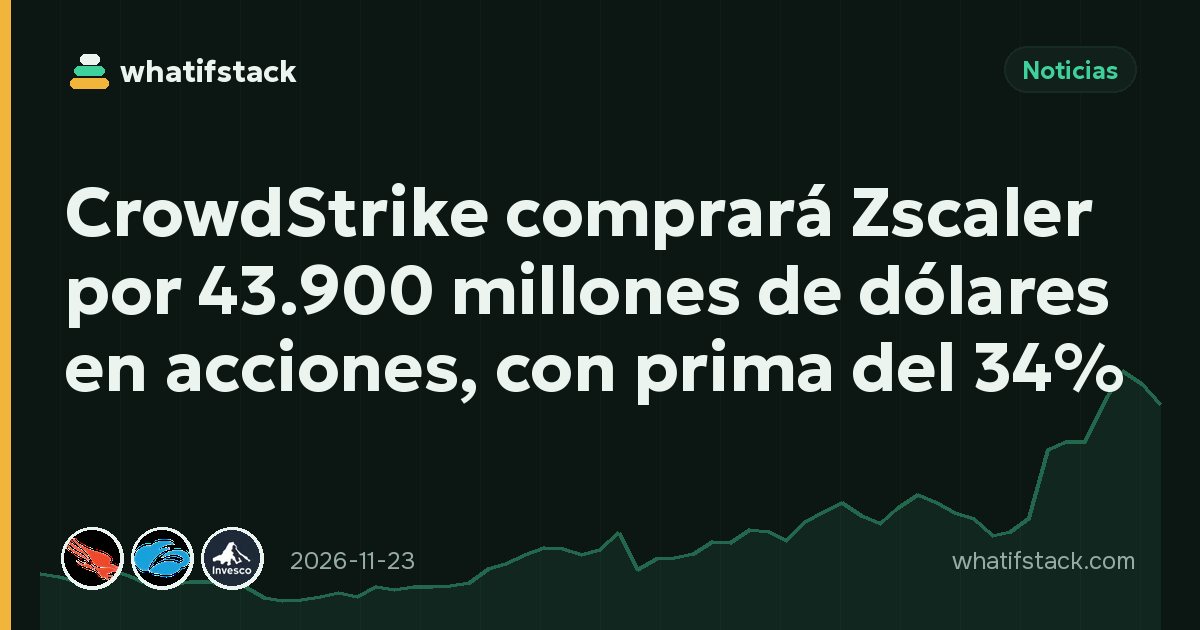 whatifstack
Noticias
CrowdStrike comprará Zscaler
por 43.900 millones de dólares
en acciones, con prima del 34%
Invesco
2026-11-23
whatifstack.com